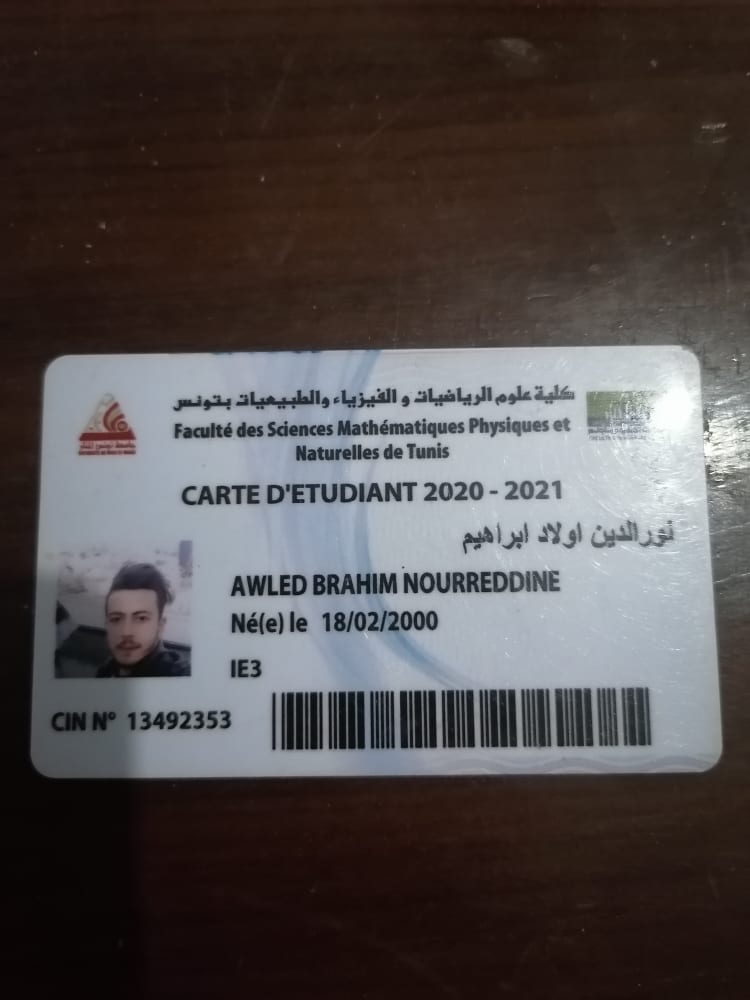 كلية علوم الرياضيات و الفيزياء والطبيعيات بتونس
Faculté des Sciences Mathématiques Physiques et
Naturelles de Tunis
CARTE D'ETUDIANT 2020 - 2021
نورالدين اولاد ابراهيم
AWLED BRAHIM NOURREDDINE
Né(e) le 18/02/2000
IE3
CIN N° 13492353